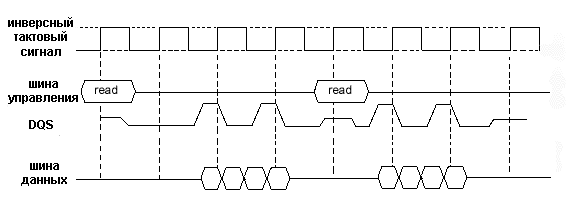 инверсный
тактовый
сигнал
шина
управления
read
read
DQS
шина
данных